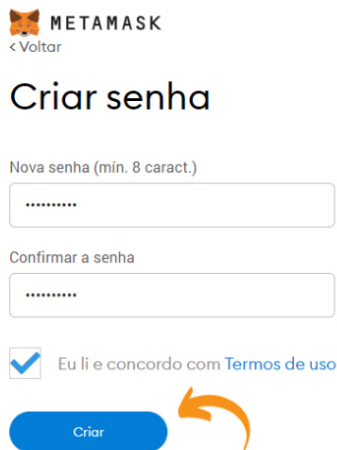 METAMASK
< Voltar
Criar senha
Nova senha (mín. 8 caract.)
••••••••••
Confirmar a senha
••••••••••
Eu li e concordo com Termos de uso
Criar